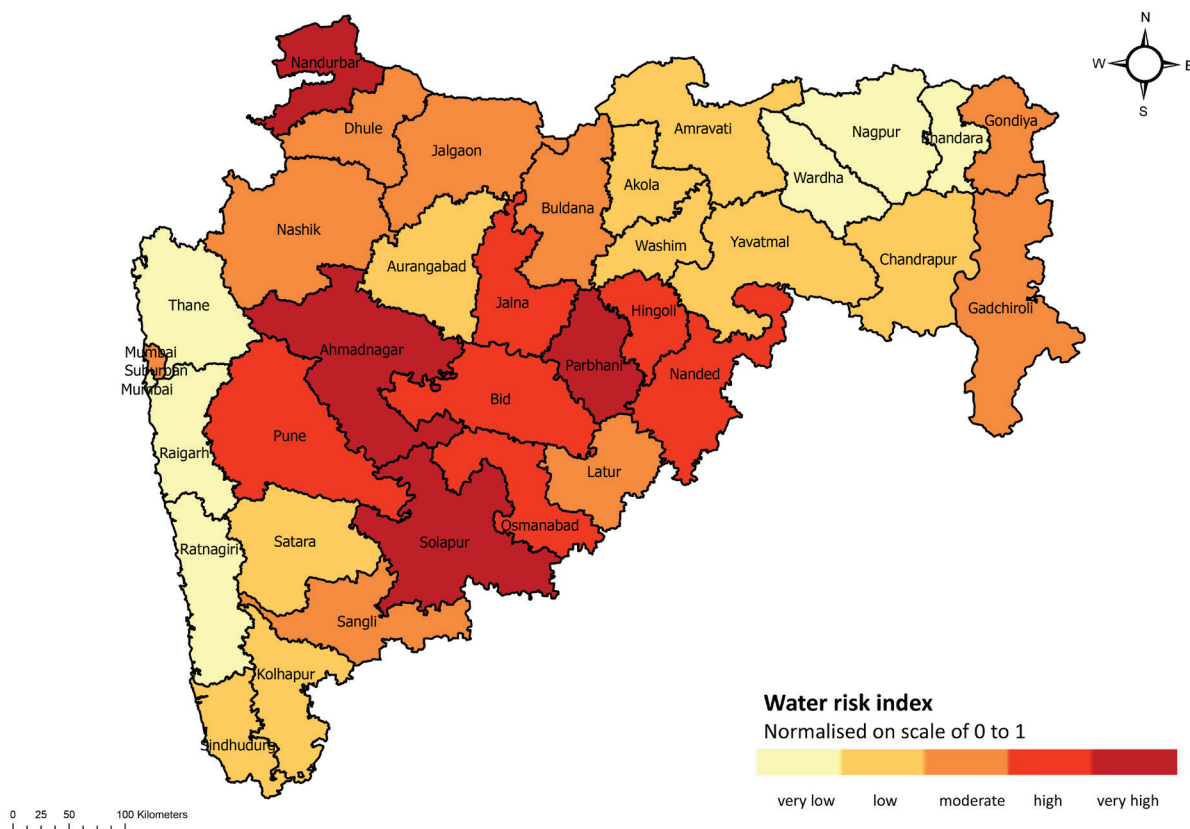 N
W
E
S
Nandurbar
Dhule
Jalgaon
Nashik
Buldana
Akola
Amravati
Nagpur
Wardha
Bhandara
Gondiya
Washim
Yavatmal
Chandrapur
Gadchiroli
Aurangabad
Jalna
Hingoli
Parbhani
Nanded
Thane
Ahmadnagar
Mumbai
Suburban
Mumbai
Bid
Pune
Raigarh
Latur
Osmanabad
Solapur
Satara
Ratnagiri
Sangli
Kolhapur
Sindhudurg
Water risk index
Normalised on scale of 0 to 1
very low low moderate high very high
0 25 50 100 Kilometers